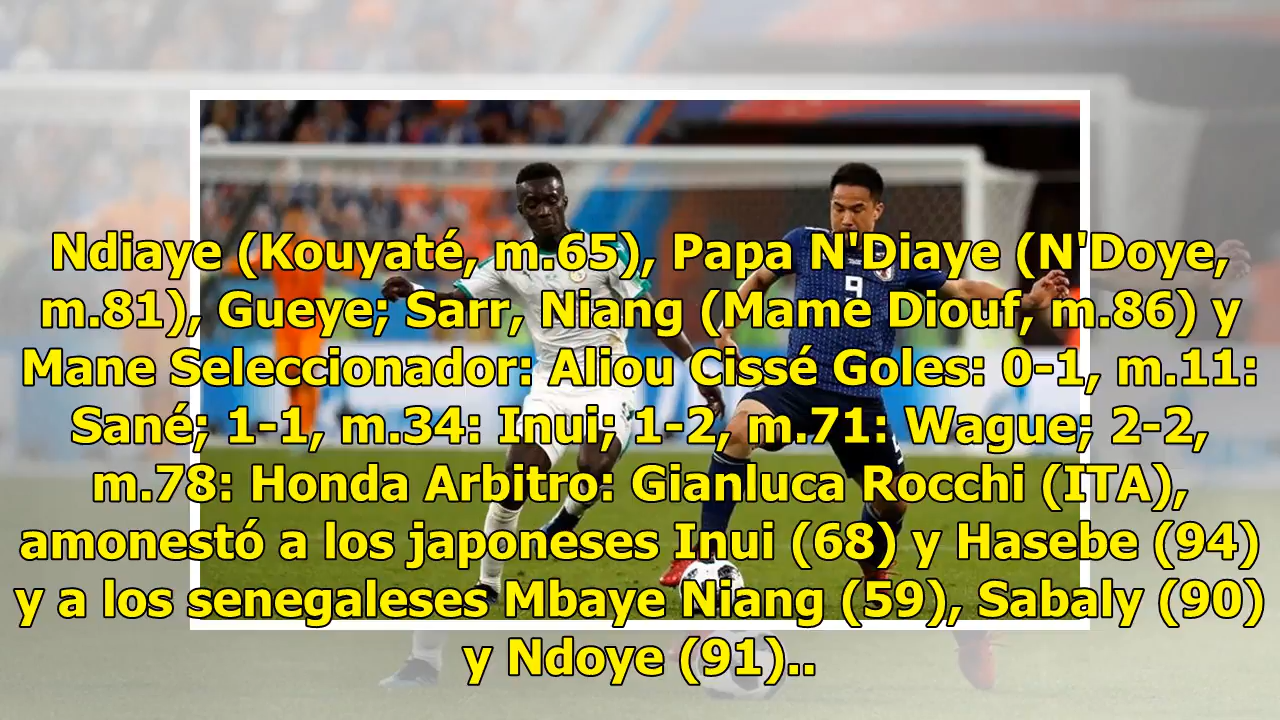 Ndiaye (Kouyaté, m.65), Papa N'Diaye (N'Doye,
m.81), Gueye; Sarr, Niang (Mame Diouf, m.86) y
Mane Seleccionador: Aliou Cissé Goles: 0-1, m.11:
Sané; 1-1, m.34: Inui; 1-2, m.71: Wague; 2-2,
m.78: Honda Arbitro: Gianluca Rocchi (ITA),
amonestó a los japoneses Inui (68) y Hasebe (94)
y a los senegaleses Mbaye Niang (59), Sabaly (90)
y Ndoye (91)..
9